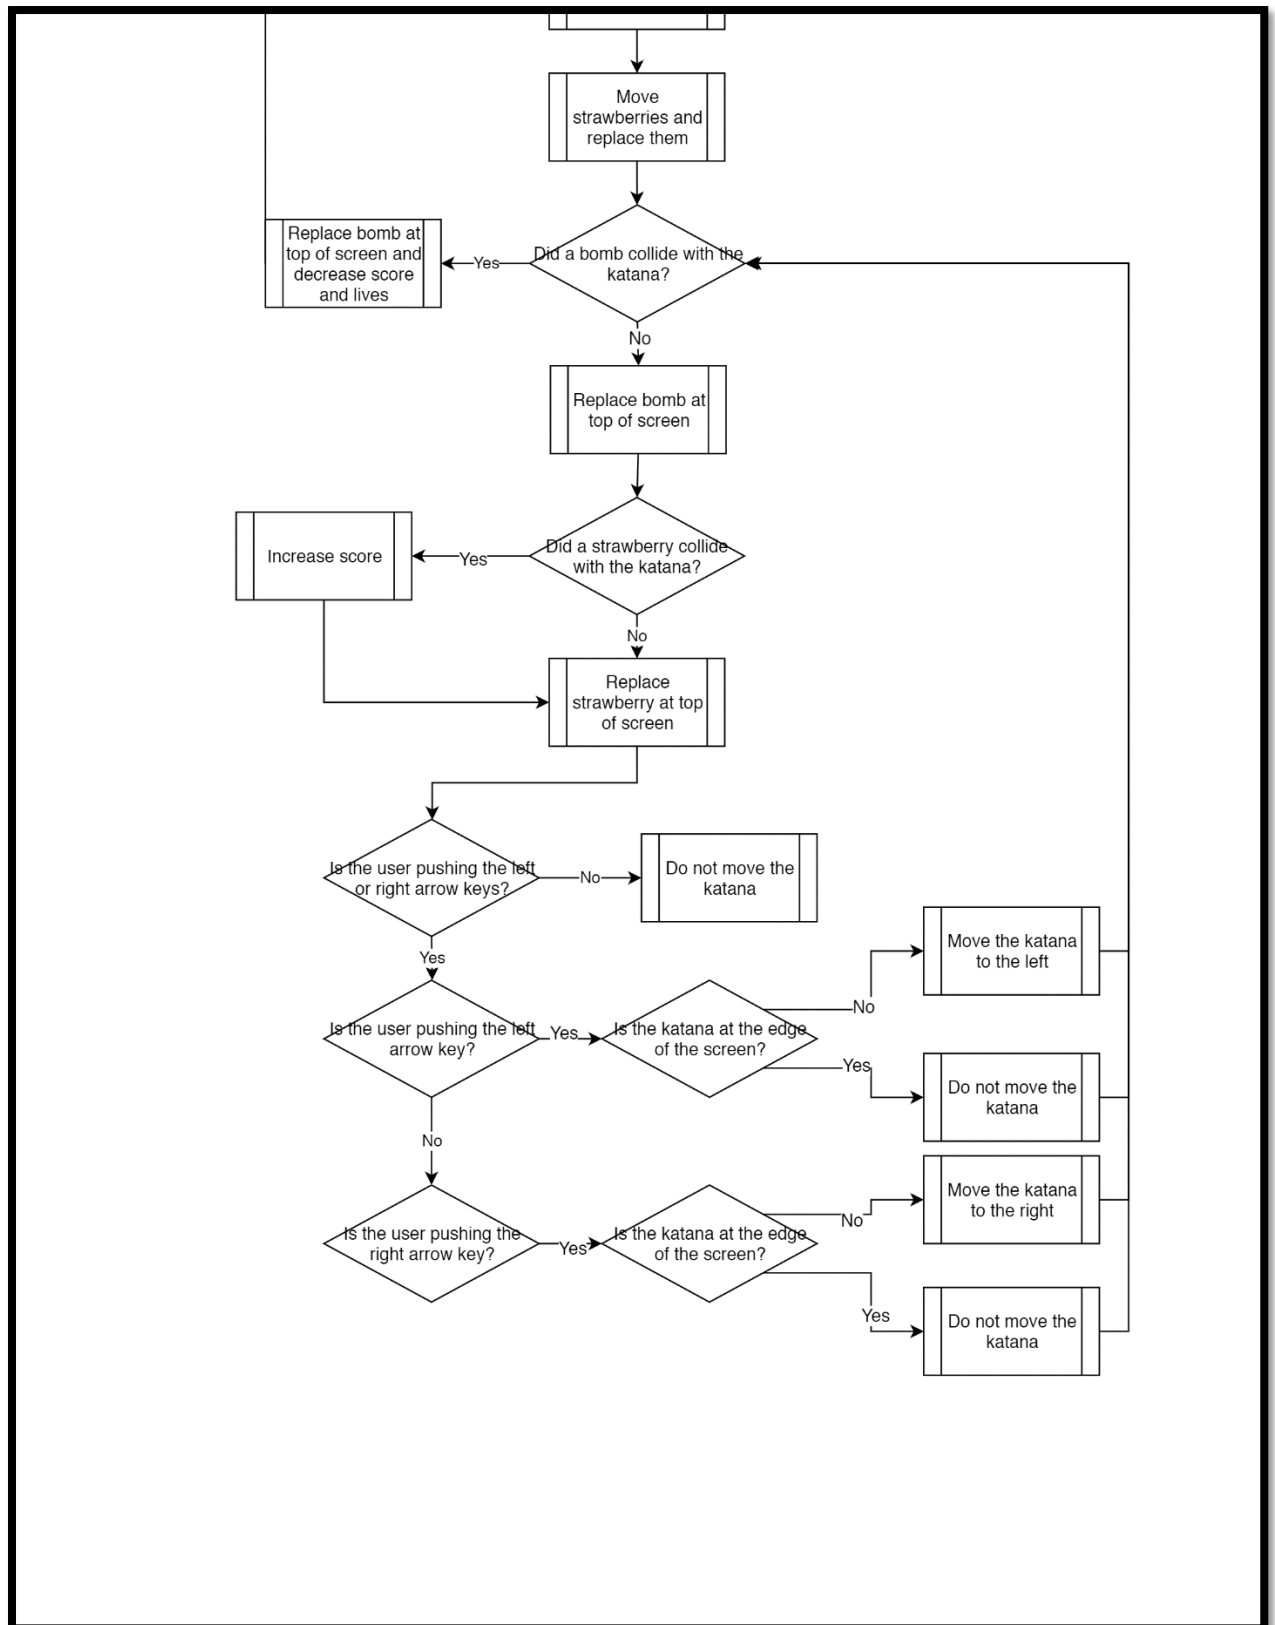 Move
strawberries and
replace them
Replace bomb at
top of screen and
decrease score
and lives
Yes
Did a bomb collide with the
katana?
No
Replace bomb at
top of screen
Increase score
Yes
Did a strawberry collide
with the katana?
No
Replace
strawberry at top
of screen
Is the user pushing the left
or right arrow keys?
No
Do not move the
katana
Yes
Move the katana
to the left
Is the user pushing the left
arrow key?
Yes
Is the katana at the edge
of the screen?
No
Yes
Do not move the
katana
No
Move the katana
to the right
Is the user pushing the
right arrow key?
Yes
Is the katana at the edge
of the screen?
No
Yes
Do not move the
katana